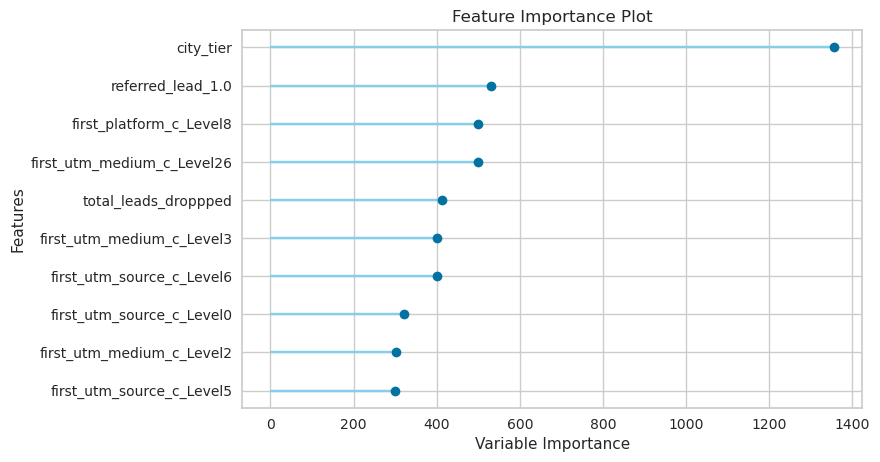 Feature Importance Plot
city_tier
referred_lead_1.0
first_platform_c_Level8
first_utm_medium_c_Level26
total_leads_droppped
first_utm_medium_c_Level3
first_utm_source_c_Level6
first_utm_source_c_Level0
first_utm_medium_c_Level2
first_utm_source_c_Level5
Features
0 200 400 600 800 1000 1200 1400
Variable Importance